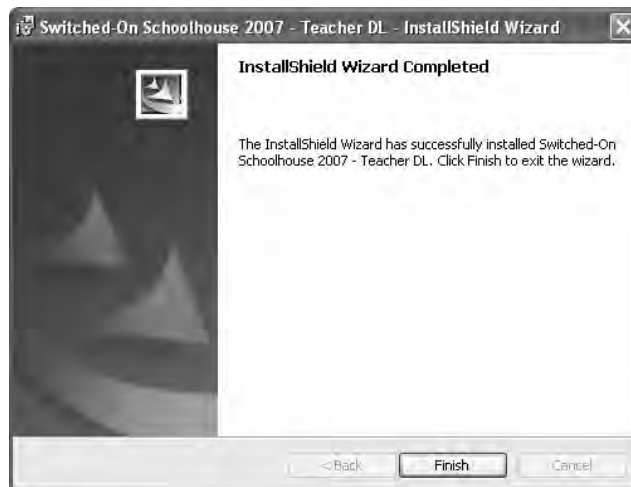 Switched-On Schoolhouse 2007 - Teacher DL - InstallShield Wizard
InstallShield Wizard Completed
The InstallShield Wizard has successfully installed Switched-On
Schoolhouse 2007 - Teacher DL. Click Finish to exit the wizard.
< Back Finish Cancel